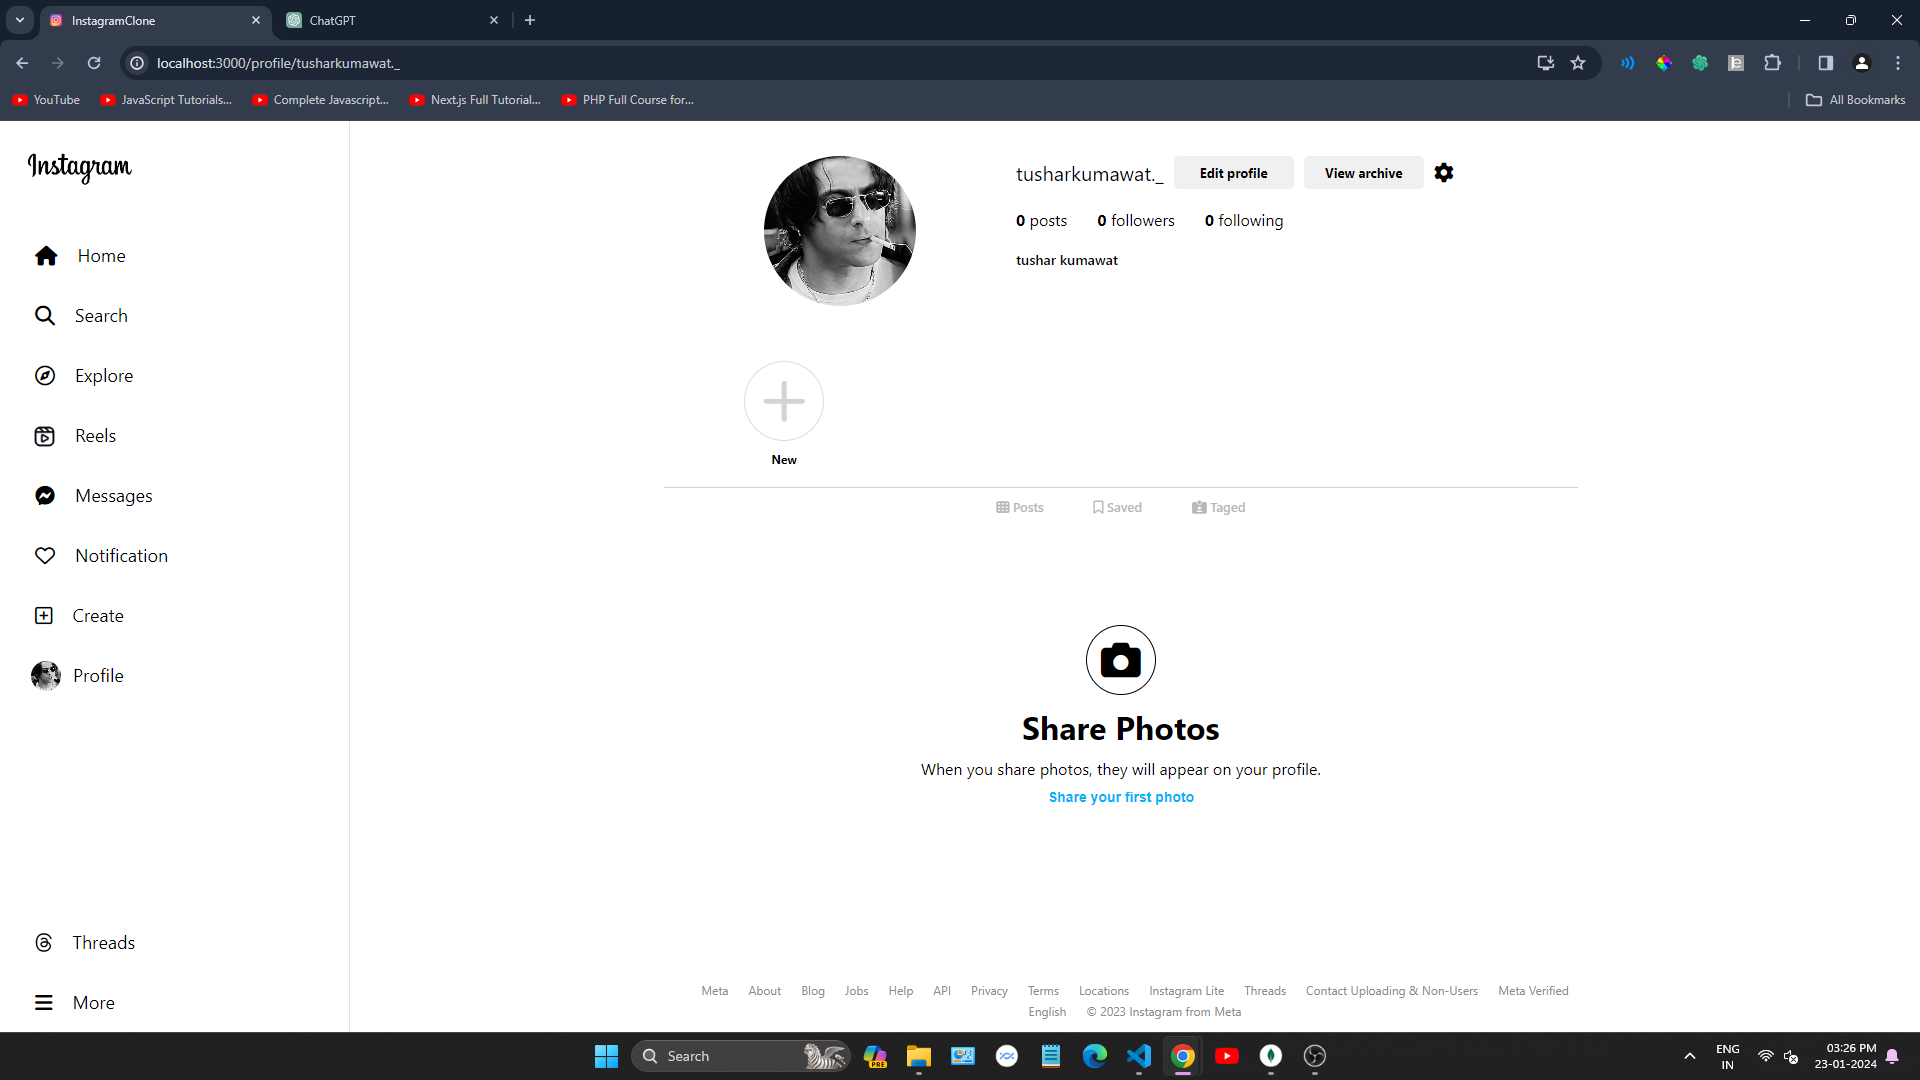 InstagramClone
ChatGPT
localhost:3000/profile/tusharkumawat._
YouTube
JavaScript Tutorials...
Complete Javascript...
Next.js Full Tutorial...
PHP Full Course for...
All Bookmarks
Instagram
Home
Search
Explore
Reels
Messages
Notification
Create
Profile
Threads
More
tusharkumawat._
Edit profile
View archive
0 posts
0 followers
0 following
tushar kumawat
New
Posts
Saved
Taged
Share Photos
When you share photos, they will appear on your profile.
Share your first photo
Meta About Blog Jobs Help API Privacy Terms Locations Instagram Lite Threads Contact Uploading & Non-Users Meta Verified
English © 2023 Instagram from Meta
Search
PRE
ENG
IN
03:26 PM
23-01-2024